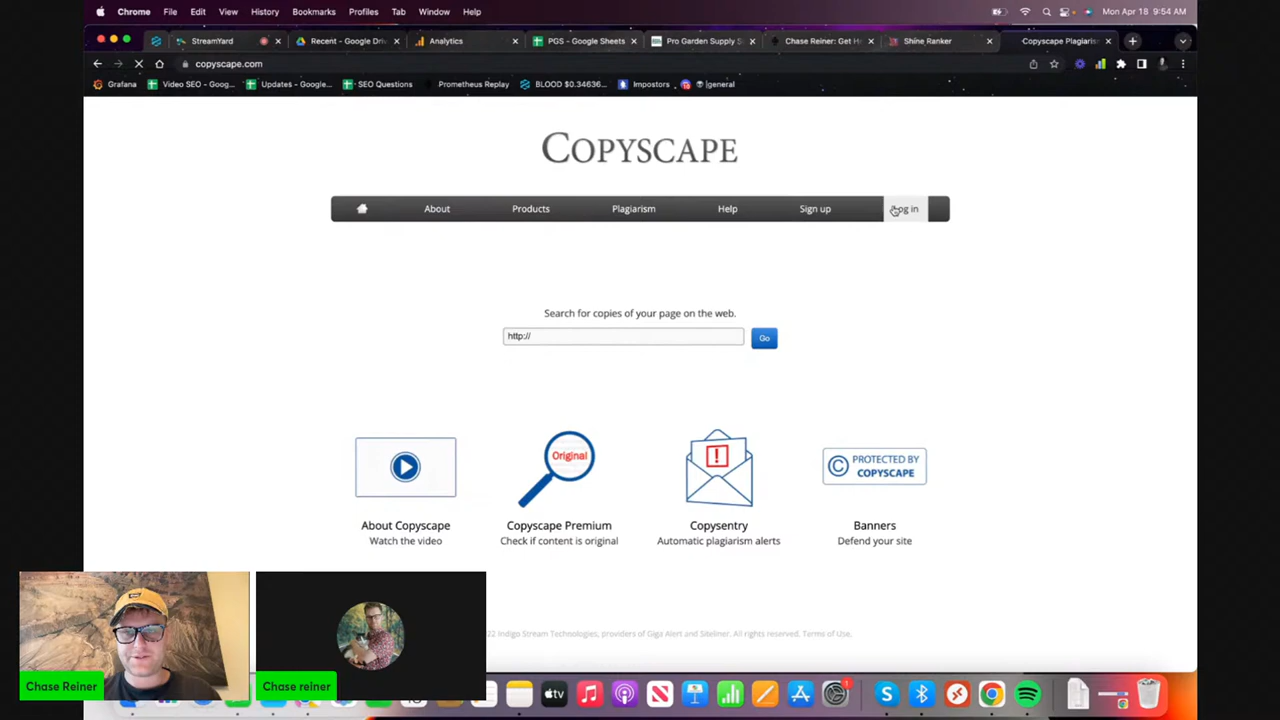 Chrome File Edit View History Bookmarks Profiles Tab Window Help Mon Apr 18 9:54 AM
StreamYard Recent - Google Driv Analytics PGS - Google Sheets Pro Garden Supply S Chase Reiner: Get H Shine Ranker Copyscape Plagiaris
copyscape.com
Grafana Video SEO - Goog... Updates - Google... SEO Questions Prometheus Replay BLOOD $0.34636... Impostors |general
COPYSCAPE
About Products Plagiarism Help Sign up Log in
Search for copies of your page on the web.
http:// Go
Original
PROTECTED BY
COPYSCAPE
About Copyscape Copyscape Premium Copysentry Banners
Watch the video Check if content is original Automatic plagiarism alerts Defend your site
22 Indigo Stream Technologies, providers of Giga Alert and Siteliner. All rights reserved. Terms of Use.
Chase Reiner Chase reiner
tv